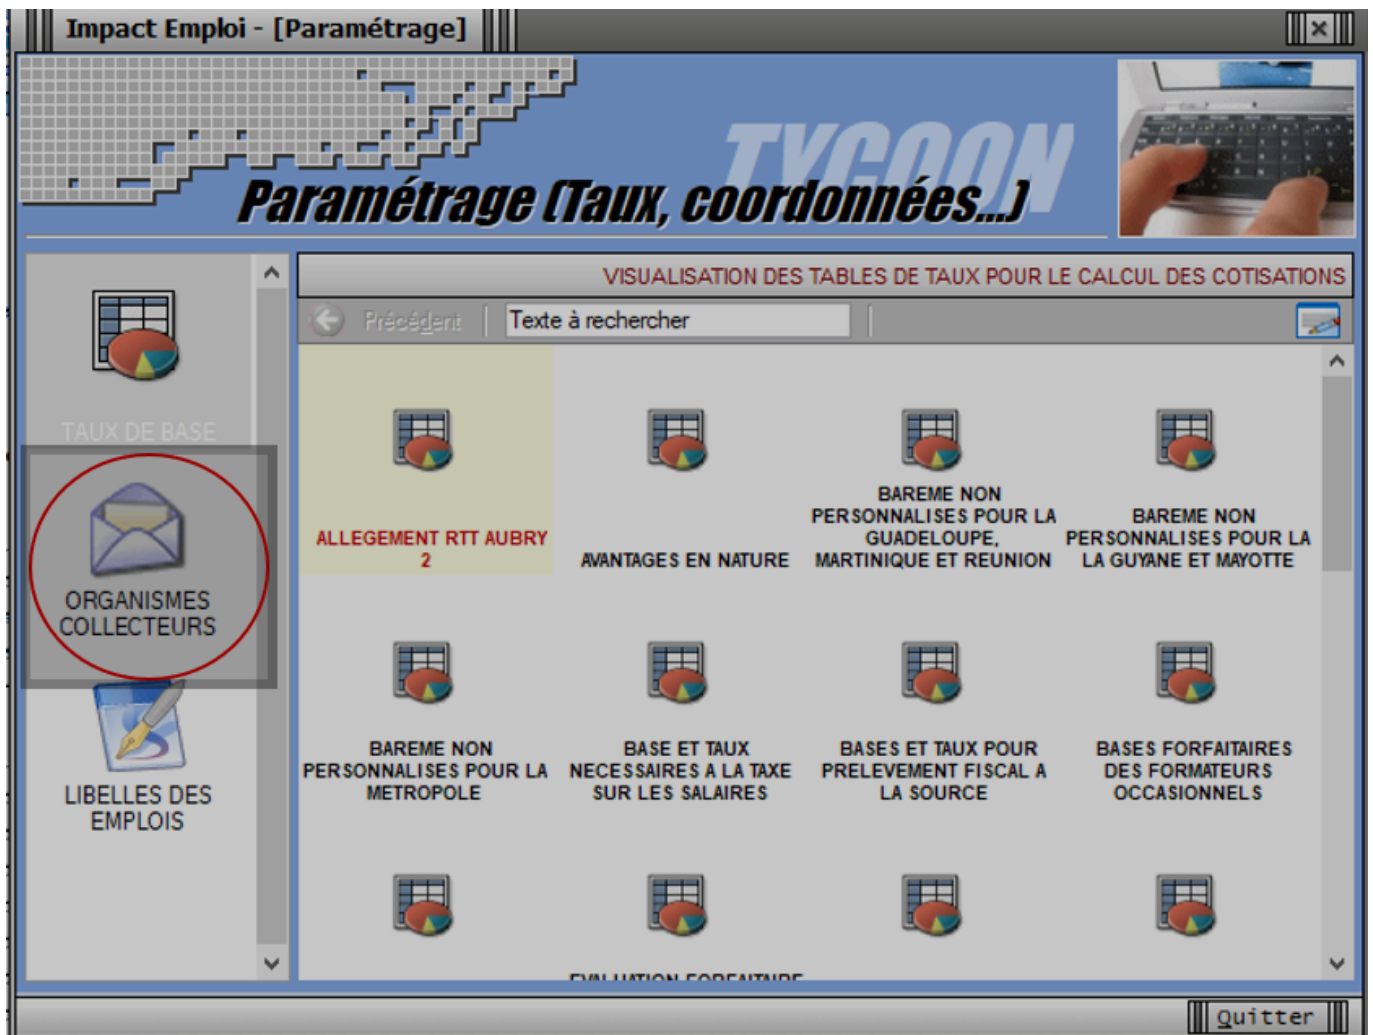 Impact Emploi - [Paramétrage]
TYCOON
Paramétrage (Taux, coordonnées...)
TAUX DE BASE
ORGANISMES
COLLECTEURS
LIBELLES DES
EMPLOIS
VISUALISATION DES TABLES DE TAUX POUR LE CALCUL DES COTISATIONS
Précédent
Texte à rechercher
ALLEGEMENT RTT AUBRY
2
AVANTAGES EN NATURE
BAREME NON
PERSONNALISES POUR LA
GUADELOUPE,
MARTINIQUE ET REUNION
BAREME NON
PERSONNALISES POUR LA
LA GUYANE ET MAYOTTE
BAREME NON
PERSONNALISES POUR LA
METROPOLE
BASE ET TAUX
NECESSAIRES A LA TAXE
SUR LES SALAIRES
BASES ET TAUX POUR
PRELEVEMENT FISCAL A
LA SOURCE
BASES FORFAITAIRES
DES FORMATEURS
OCCASIONNELS
EVALUATION FORFAITAIRE
Quitter